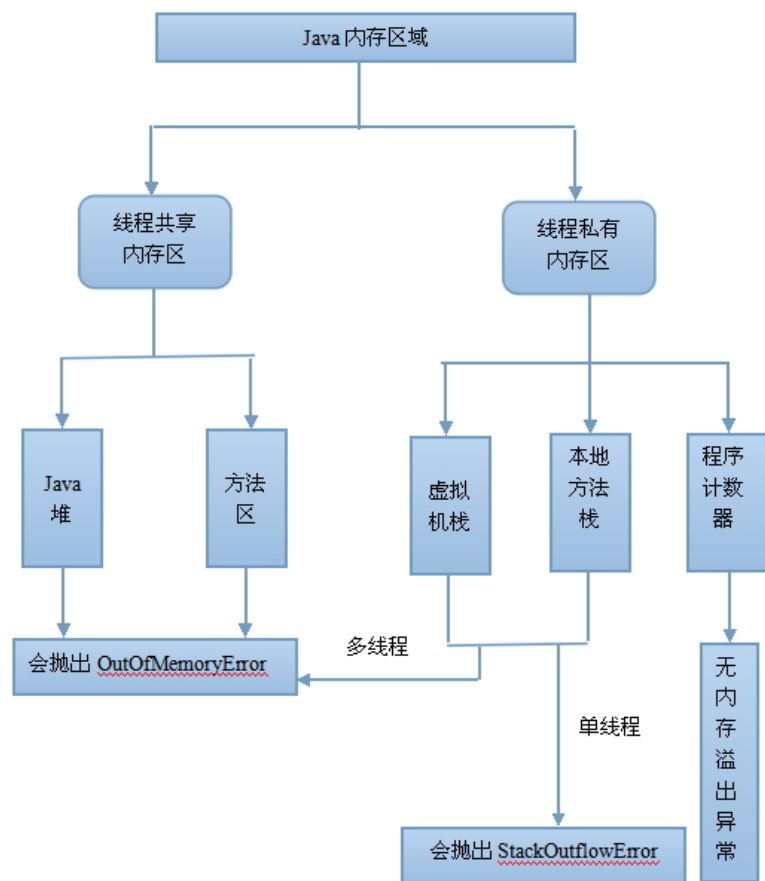 Java 内存区域
线程共享
内存区
线程私有
内存区
Java
堆
方法
区
虚拟
机栈
本地
方法
栈
程序
计数
器
会抛出 OutOfMemoryError
多线程
单线程
无
内
存
溢
出
异
常
会抛出 StackOutflowError